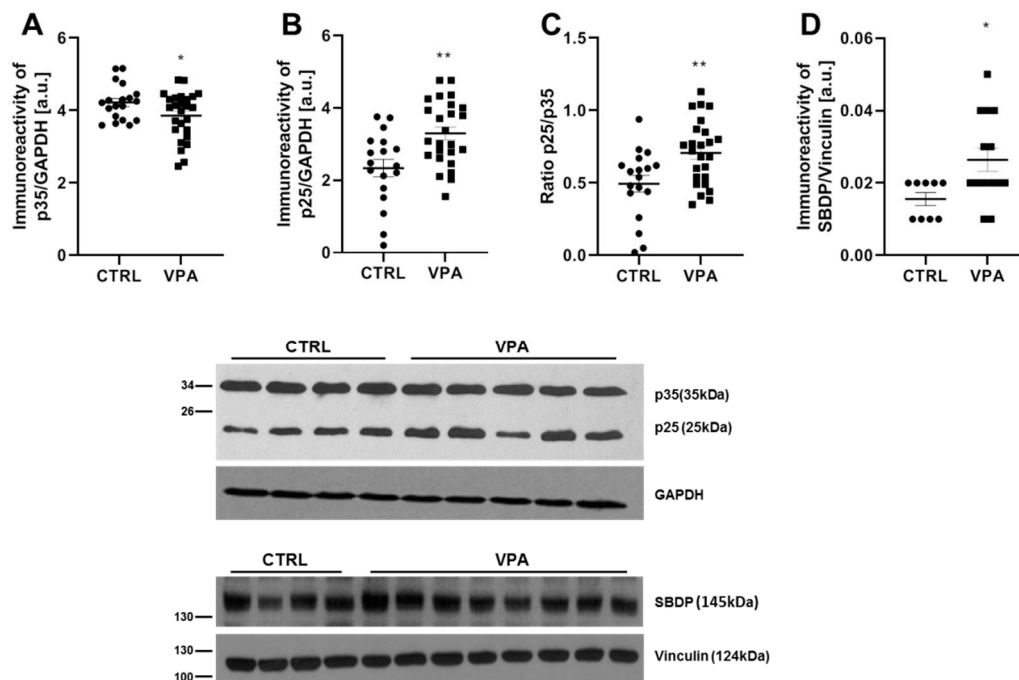 A
Immunoreactivity of
p35/GAPDH [a.u.]
6
4
2
0
*
CTRL VPA
B
Immunoreactivity of
p25/GAPDH [a.u.]
6
4
2
0
**
CTRL VPA
C
Ratio p25/p35
1.5
1.0
0.5
0.0
**
CTRL VPA
D
Immunoreactivity of
SBDP/Vinculin [a.u.]
0.06
0.04
0.02
0.00
*
CTRL VPA
CTRL VPA
34
26
p35(35kDa)
p25 (25kDa)
GAPDH
CTRL VPA
130
SBDP (145kDa)
130
100
Vinculin (124kDa)